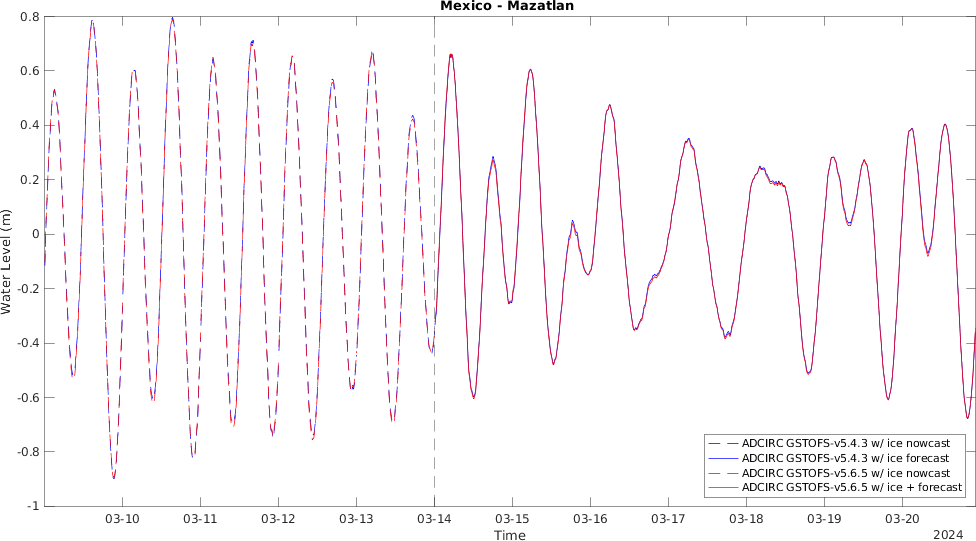 Mexico - Mazatlan
0.8
0.6
0.4
0.2
0
-0.2
-0.4
-0.6
-0.8
-1
Water Level (m)
ADCIRC GSTOFS-v5.4.3 w/ ice nowcast
ADCIRC GSTOFS-v5.4.3 w/ ice forecast
ADCIRC GSTOFS-v5.6.5 w/ ice nowcast
ADCIRC GSTOFS-v5.6.5 w/ ice + forecast
03-10 03-11 03-12 03-13 03-14 03-15 03-16 03-17 03-18 03-19 03-20
Time
2024